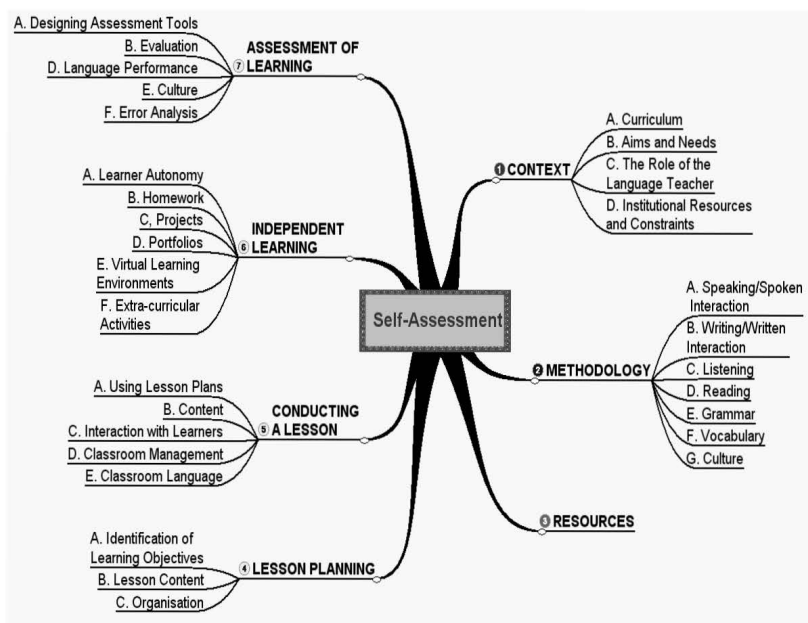 Self-Assessment
❶ CONTEXT
A. Curriculum
B. Aims and Needs
C. The Role of the
Language Teacher
D. Institutional Resources
and Constraints
❷ METHODOLOGY
A. Speaking/Spoken
Interaction
B. Writing/Written
Interaction
C. Listening
D. Reading
E. Grammar
F. Vocabulary
G. Culture
❸ RESOURCES
④ LESSON PLANNING
A. Identification of
Learning Objectives
B. Lesson Content
C. Organisation
CONDUCTING
⑤ A LESSON
A. Using Lesson Plans
B. Content
C. Interaction with Learners
D. Classroom Management
E. Classroom Language
INDEPENDENT
⑥ LEARNING
A. Learner Autonomy
B. Homework
C, Projects
D. Portfolios
E. Virtual Learning
Environments
F. Extra-curricular
Activities
ASSESSMENT OF
⑦ LEARNING
A. Designing Assessment Tools
B. Evaluation
D. Language Performance
E. Culture
F. Error Analysis